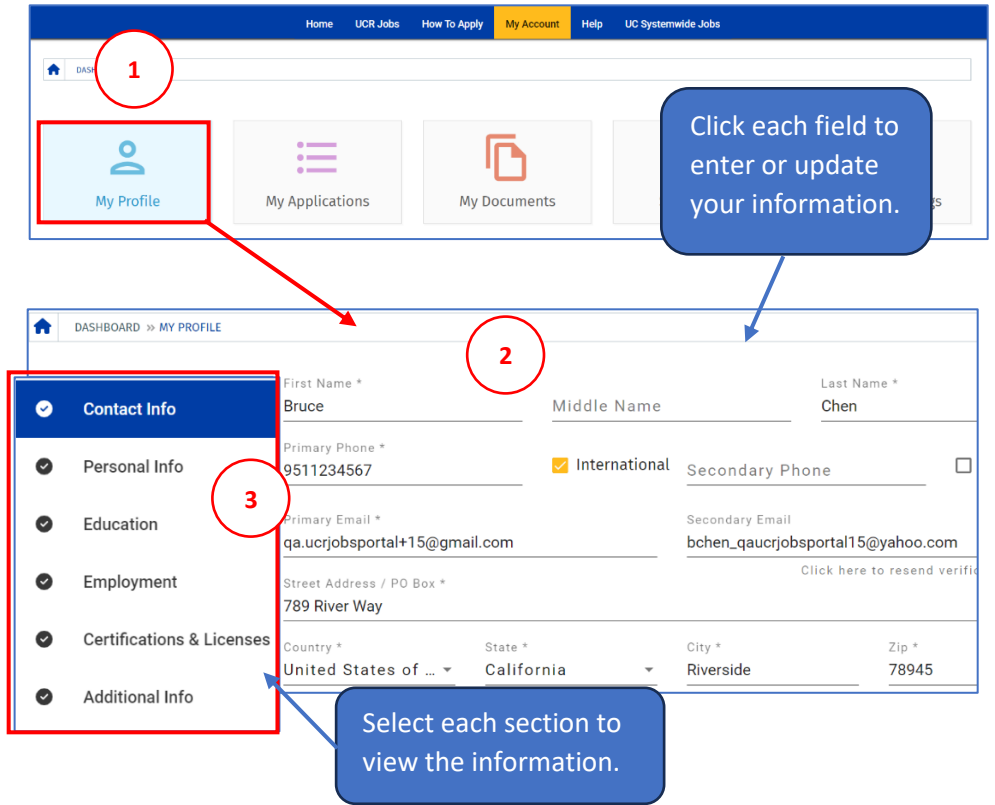 Home UCR Jobs How To Apply My Account Help UC Systemwide Jobs
1
Click each field to
enter or update
your information.
My Profile My Applications My Documents
DASHBOARD » MY PROFILE
2
Contact Info
Personal Info
3
Education
Employment
Certifications & Licenses
Additional Info
First Name * Last Name *
Bruce Middle Name Chen
Primary Phone *
9511234567 International Secondary Phone
Primary Email * Secondary Email
qa.ucrjobsportal+15@gmail.com bchen_qaucrjobsportal15@yahoo.com
Click here to resend
Street Address / PO Box *
789 River Way
Country * State * City * Zip *
United States of ... California Riverside 78945
Select each section to
view the information.